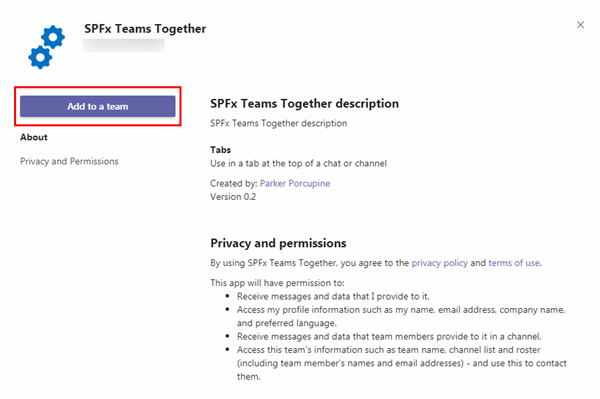 SPFx Teams Together
Add to a team
About
Privacy and Permissions
SPFx Teams Together description
SPFx Teams Together description
Tabs
Use in a tab at the top of a chat or channel
Created by: Parker Porcupine
Version 0.2
Privacy and permissions
By using SPFx Teams Together, you agree to the privacy policy and terms of use.
This app will have permission to:
• Receive messages and data that I provide to it.
• Access my profile information such as my name, email address, company name,
and preferred language.
• Receive messages and data that team members provide to it in a channel.
• Access this team's information such as team name, channel list and roster
(including team member's names and email addresses) - and use this to contact
them.